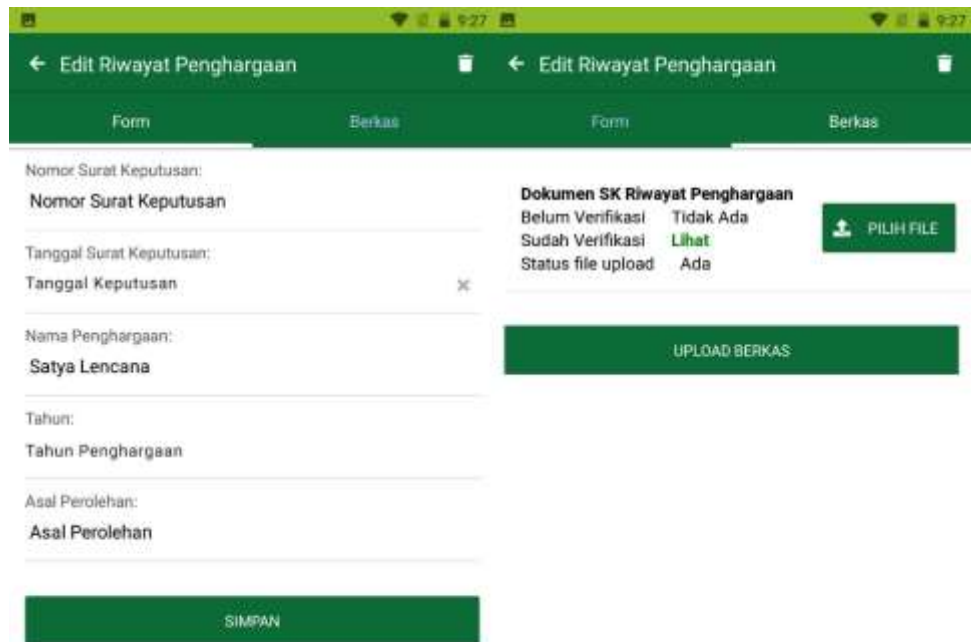 9:27
Edit Riwayat Penghargaan
Form Berkas
Nomor Surat Keputusan:
Nomor Surat Keputusan
Tanggal Surat Keputusan:
Tanggal Keputusan
Nama Penghargaan:
Satya Lencana
Tahun:
Tahun Penghargaan
Asal Perolehan:
Asal Perolehan
SIMPAN
9:27
Edit Riwayat Penghargaan
Form Berkas
Dokumen SK Riwayat Penghargaan
Belum Verifikasi Tidak Ada
Sudah Verifikasi Lihat
Status file upload Ada
PILIH FILE
UPLOAD BERKAS